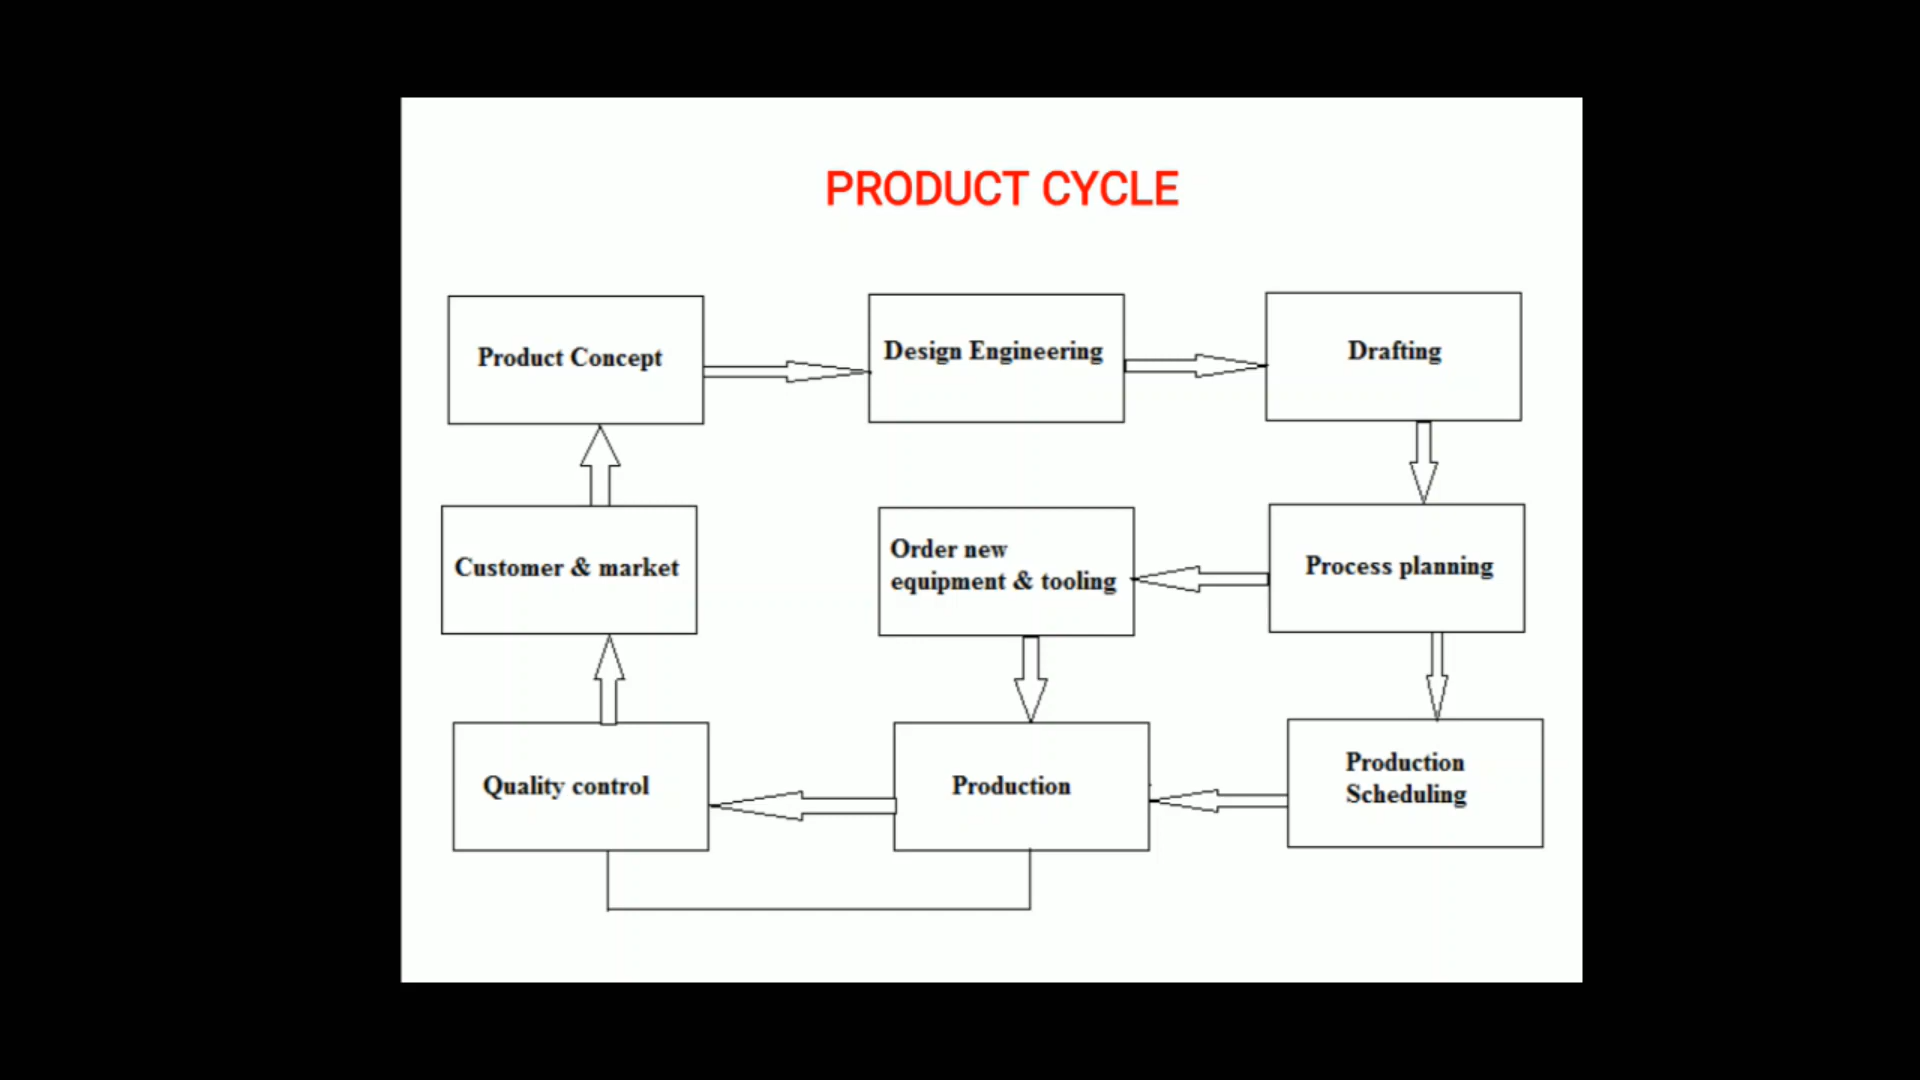 PRODUCT CYCLE
Product Concept
Design Engineering
Drafting
Customer & market
Order new
equipment & tooling
Process planning
Quality control
Production
Production
Scheduling